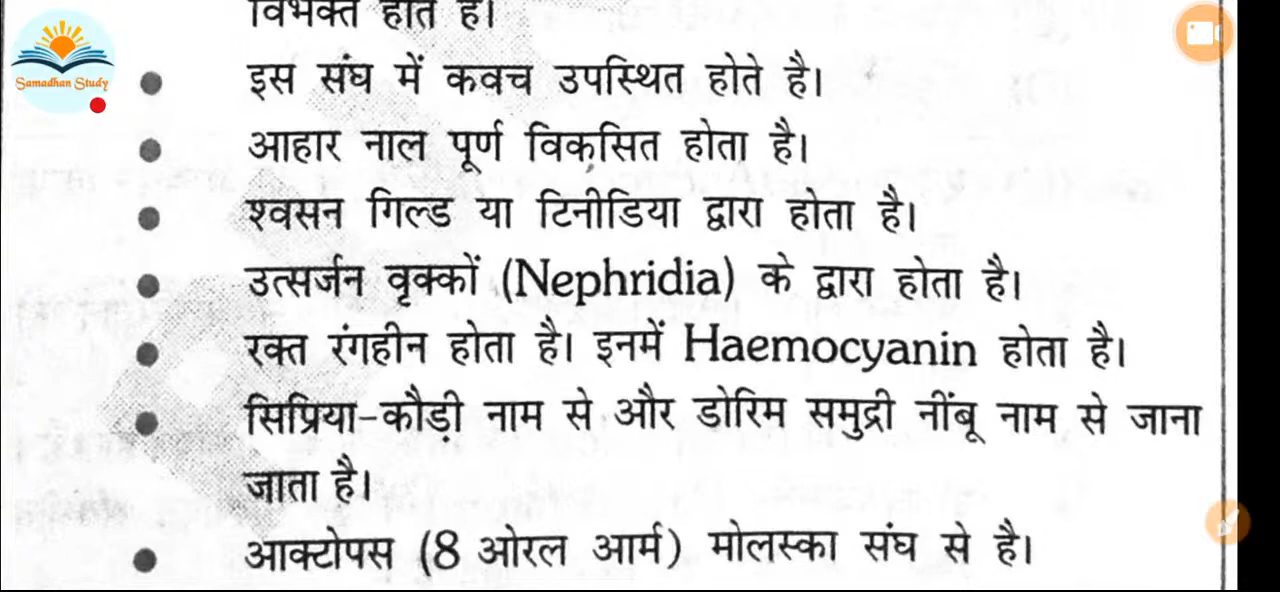 विभक्त होते हैं।
Samadhan Study
• इस संघ में कवच उपस्थित होते है।
• आहार नाल पूर्ण विकसित होता है।
• श्वसन गिल्ड या टिनीडिया द्वारा होता है।
• उत्सर्जन वृक्कों (Nephridia) के द्वारा होता है।
• रक्त रंगहीन होता है। इनमें Haemocyanin होता है।
• सिप्रिया-कौड़ी नाम से और डोरिम समुद्री नींबू नाम से जाना
जाता है।
• आक्टोपस (8 ओरल आर्म) मोलस्का संघ से है।